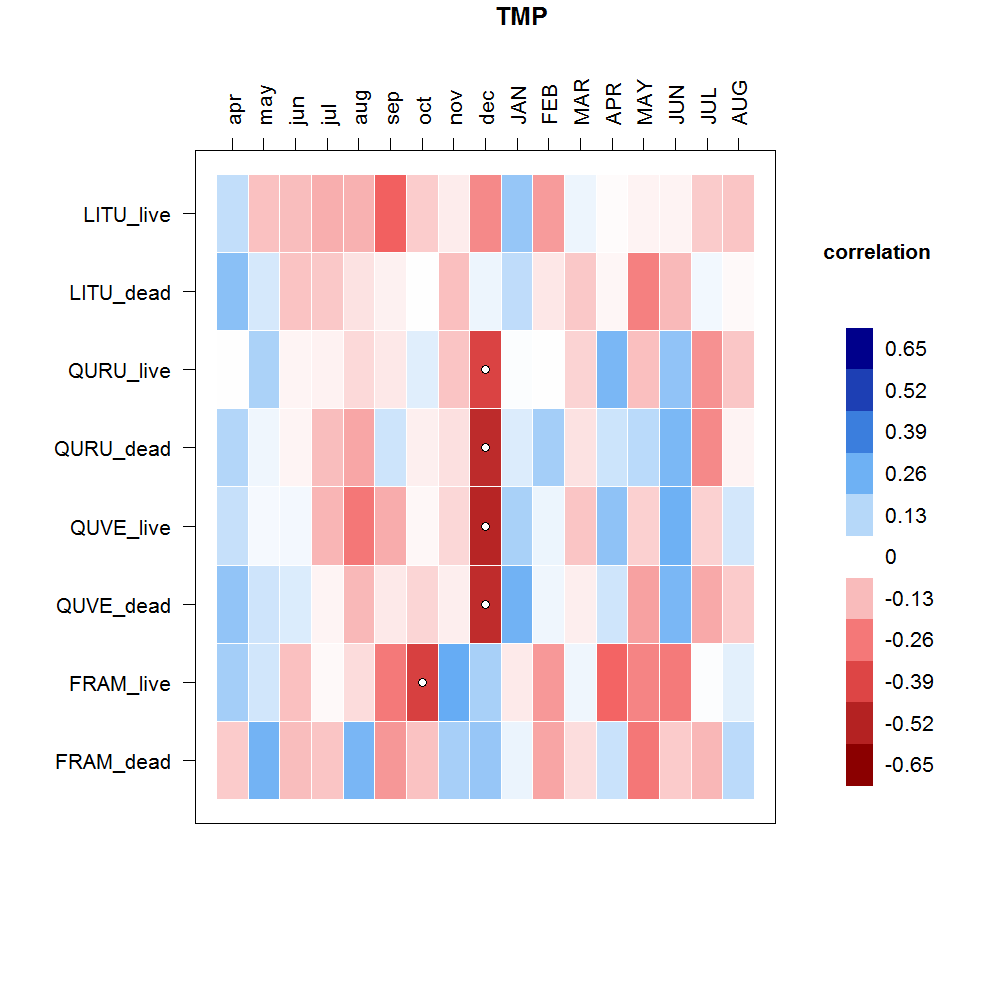 TMP
apr may jun jul aug sep oct nov dec JAN FEB MAR APR MAY JUN JUL AUG
LITU_live
LITU_dead
QURU_live
QURU_dead
QUVE_live
QUVE_dead
FRAM_live
FRAM_dead
correlation
0.65
0.52
0.39
0.26
0.13
0
-0.13
-0.26
-0.39
-0.52
-0.65